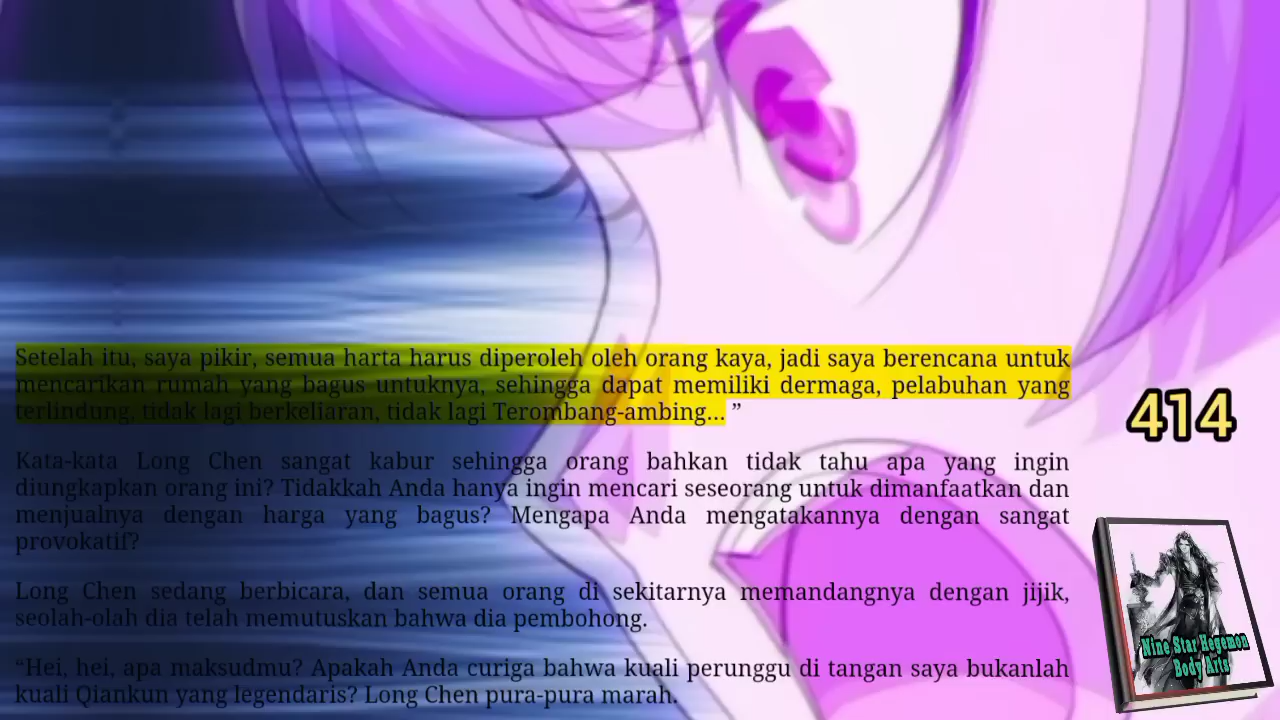 Setelah itu, saya pikir, semua harta harus diperoleh oleh orang kaya, jadi saya berencana untuk
mencarikan rumah yang bagus untuknya, sehingga dapat memiliki dermaga, pelabuhan yang
terlindung, tidak lagi berkeliaran, tidak lagi Terombang-ambing... ”
Kata-kata Long Chen sangat kabur sehingga orang bahkan tidak tahu apa yang ingin
diungkapkan orang ini? Tidakkah Anda hanya ingin mencari seseorang untuk dimanfaatkan dan
menjualnya dengan harga yang bagus? Mengapa Anda mengatakannya dengan sangat
provokatif?
Long Chen sedang berbicara, dan semua orang di sekitarnya memandangnya dengan jijik,
seolah-olah dia telah memutuskan bahwa dia pembohong.
“Hei, hei, apa maksudmu? Apakah Anda curiga bahwa kuali perunggu di tangan saya bukanlah
kuali Qiankun yang legendaris? Long Chen pura-pura marah.
414
Nine Star Hegemon
Body Arts